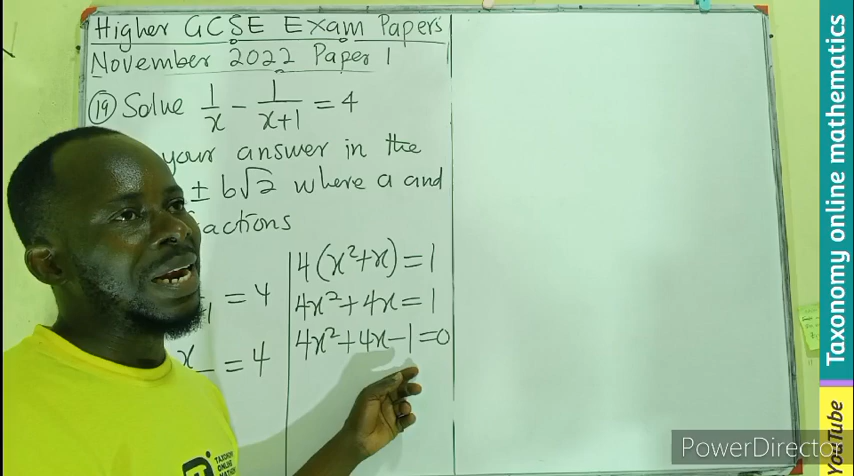 Higher GCSE Exam Papers
November 2022 Paper 1
(19) Solve 1/x - 1/(x+1) = 4
your answer in the
± b√2 where a and
actions
4(x²+x) = 1
= 4
4x²+4x = 1
4x²+4x-1=0
x
= 4
TAXONOMY
ONLINE
Taxonomy online mathematics
YouTube
PowerDirector